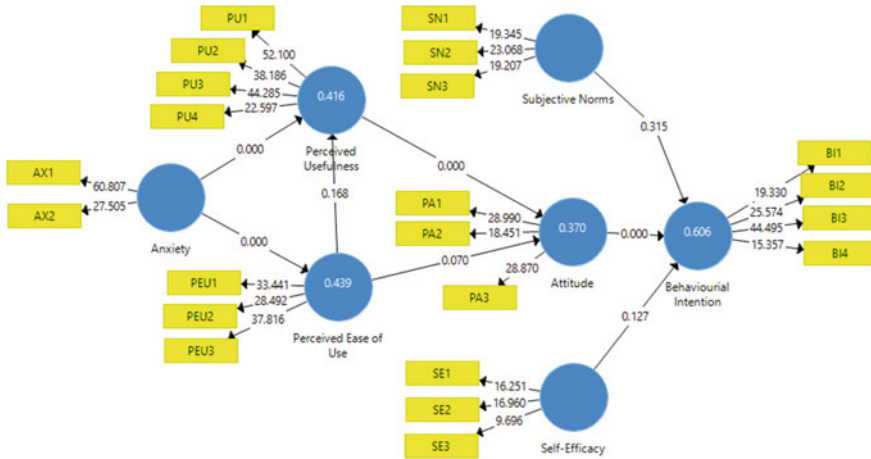 PU1
PU2
PU3
PU4
52.100
38.186
44.285
22.597
0.416
Perceived
Usefulness
SN1
SN2
SN3
19.345
23.068
19.207
Subjective Norms
0.315
AX1
AX2
60.807
27.505
Anxiety
0.000
0.000
0.168
0.000
PEU1
PEU2
PEU3
33.441
28.492
37.816
0.439
Perceived Ease of
Use
0.070
PA1
PA2
PA3
28.990
18.451
28.870
0.370
Attitude
0.000
0.606
Behavioural
Intention
BI1
BI2
BI3
BI4
19.330
25.574
44.495
15.357
0.127
SE1
SE2
SE3
16.251
16.960
9.696
Self-Efficacy